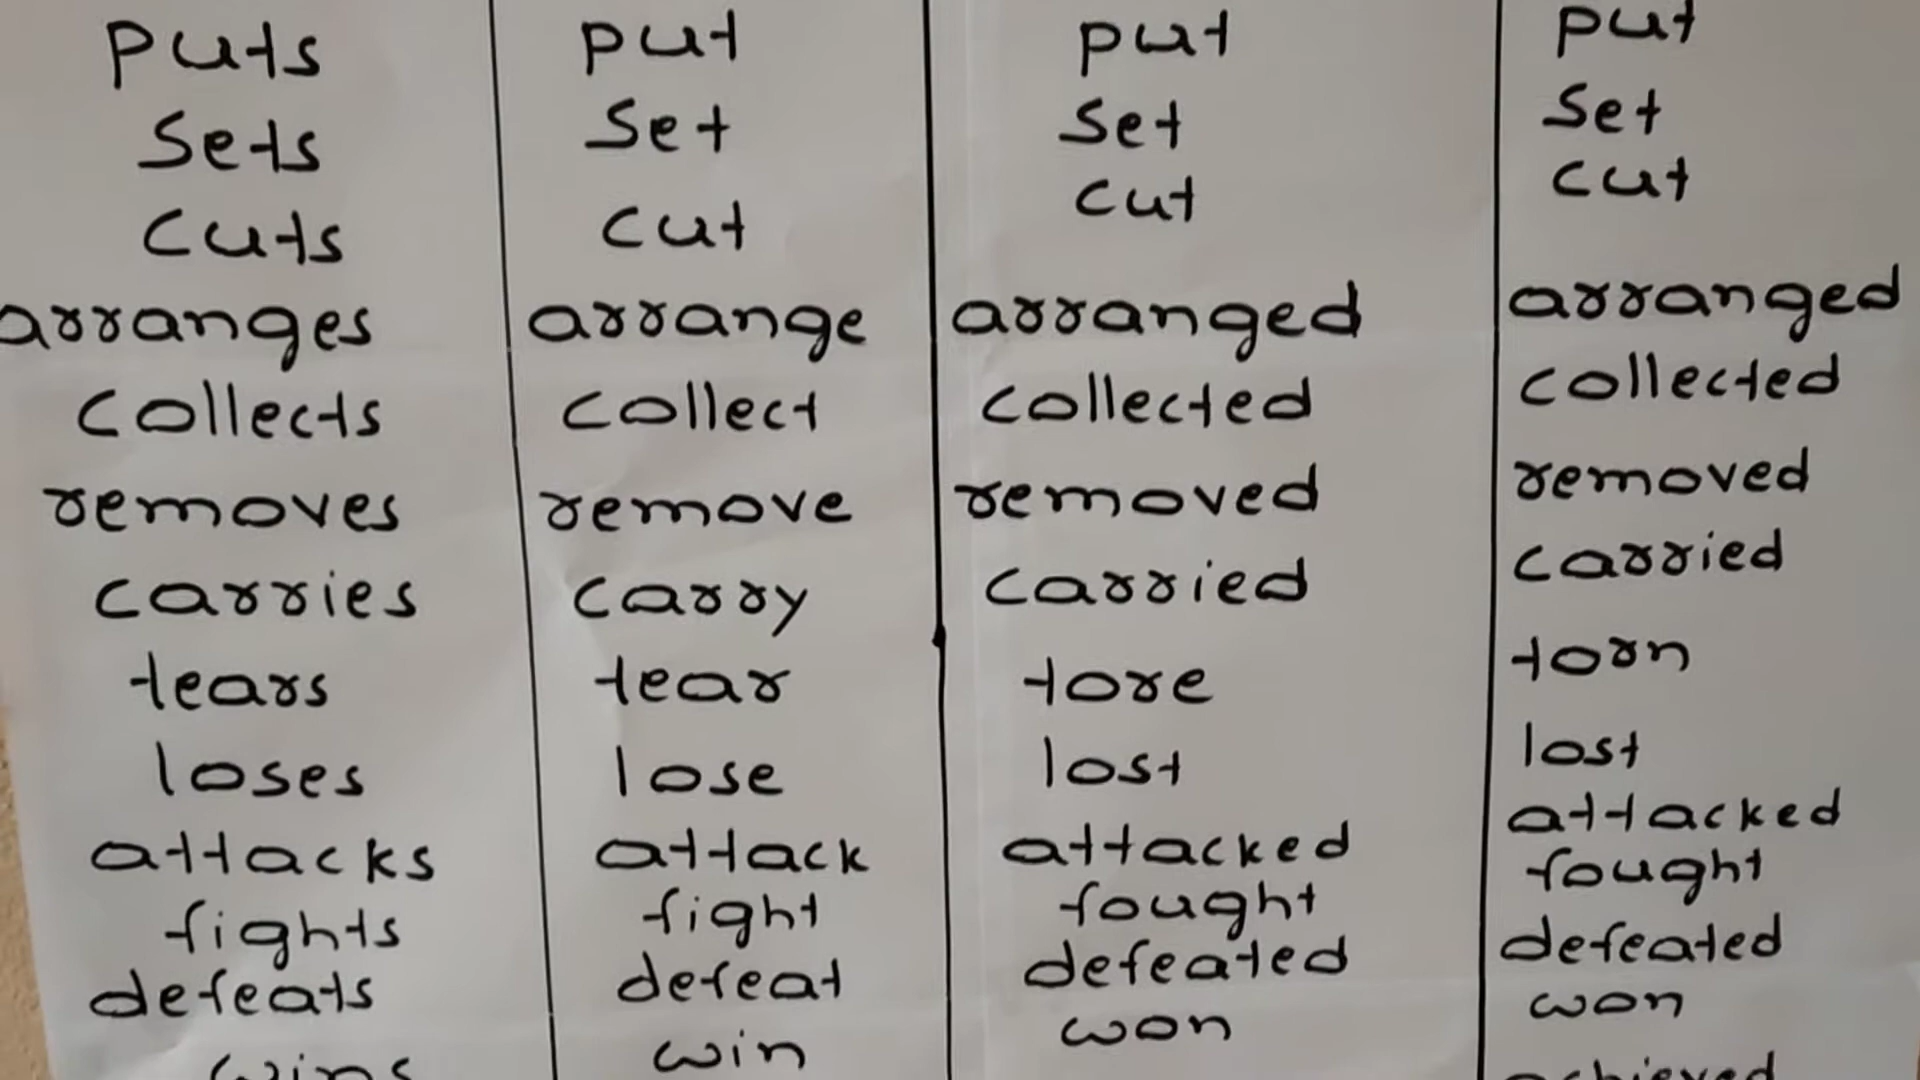 puts put put put
sets set set set
cuts cut cut cut
arranges arrange arranged arranged
collects collect collected collected
removes remove removed removed
carries carry carried carried
tears tear tore torn
loses lose lost lost
attacks attack attacked attacked
fights fight fought fought
defeats defeat defeated defeated
wins win won won
achieved